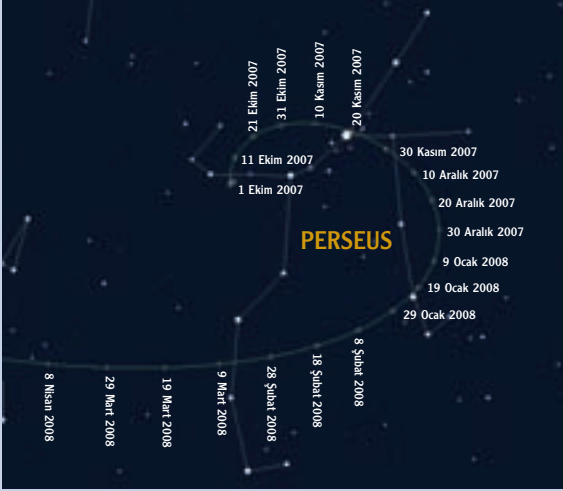 21 Ekim 2007
31 Ekim 2007
10 Kasım 2007
20 Kasım 2007
11 Ekim 2007
1 Ekim 2007
30 Kasım 2007
10 Aralık 2007
20 Aralık 2007
30 Aralık 2007
PERSEUS
9 Ocak 2008
19 Ocak 2008
29 Ocak 2008
8 Nisan 2008
29 Mart 2008
19 Mart 2008
9 Mart 2008
28 Şubat 2008
18 Şubat 2008
8 Şubat 2008